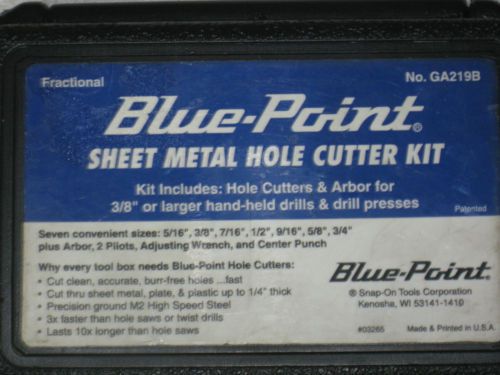 Fractional No. GA219B
Blue-Point®
SHEET METAL HOLE CUTTER KIT
Kit Includes: Hole Cutters & Arbor for
3/8" or larger hand-held drills & drill presses
Patented
Seven convenient sizes: 5/16", 3/8", 7/16", 1/2", 9/16", 5/8", 3/4"
plus Arbor, 2 Pilots, Adjusting Wrench, and Center Punch
Why every tool box needs Blue-Point Hole Cutters:
• Cut clean, accurate, burr-free holes ...fast
• Cut thru sheet metal, plate, & plastic up to 1/4" thick
• Precision ground M2 High Speed Steel
• 3x faster than hole saws or twist drills
• Lasts 10x longer than hole saws
Blue-Point®
® Snap-On Tools Corporation
Kenosha, WI 53141-1410
#03265 Made & Printed in U.S.A.